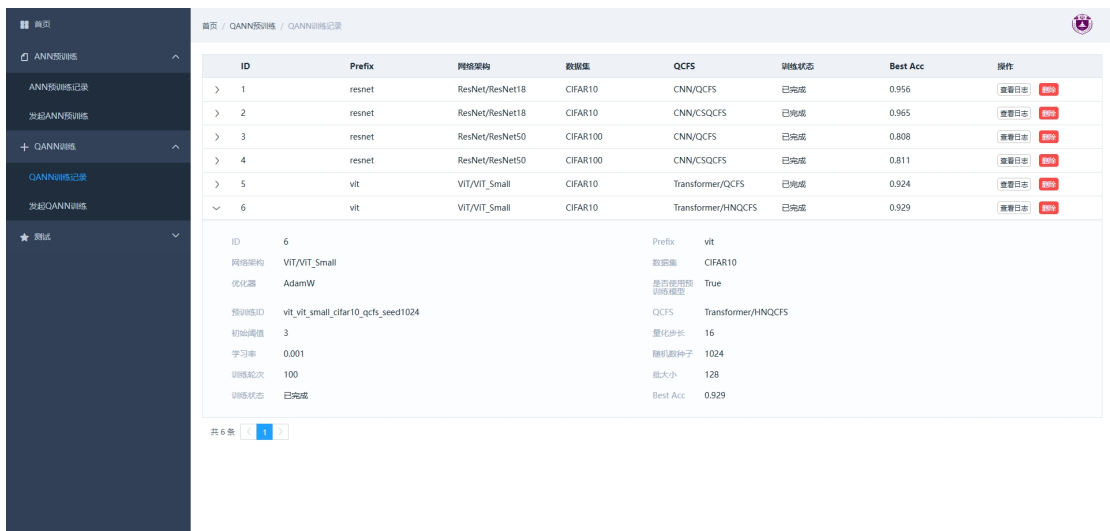 首页
ANN预训练
ANN预训练记录
发起ANN预训练
QANN训练
QANN训练记录
发起QANN训练
测试
首页 / QANN预训练 / QANN训练记录
ID Prefix 网络架构 数据集 QCFS 训练状态 Best Acc 操作
1 resnet ResNet/ResNet18 CIFAR10 CNN/QCFS 已完成 0.956 查看日志 删除
2 resnet ResNet/ResNet18 CIFAR10 CNN/CSQCFS 已完成 0.965 查看日志 删除
3 resnet ResNet/ResNet50 CIFAR100 CNN/QCFS 已完成 0.808 查看日志 删除
4 resnet ResNet/ResNet50 CIFAR100 CNN/CSQCFS 已完成 0.811 查看日志 删除
5 vit ViT/ViT_Small CIFAR10 Transformer/QCFS 已完成 0.924 查看日志 删除
6 vit ViT/ViT_Small CIFAR10 Transformer/HNQCFS 已完成 0.929 查看日志 删除
ID 6 Prefix vit
网络架构 ViT/ViT_Small 数据集 CIFAR10
优化器 AdamW 是否使用预训练模型 True
预训练ID vit_vit_small_cifar10_qcfs_seed1024 QCFS Transformer/HNQCFS
初始阈值 3 量化步长 16
学习率 0.001 随机数种子 1024
训练轮次 100 批大小 128
训练状态 已完成 Best Acc 0.929
共 6 条 1